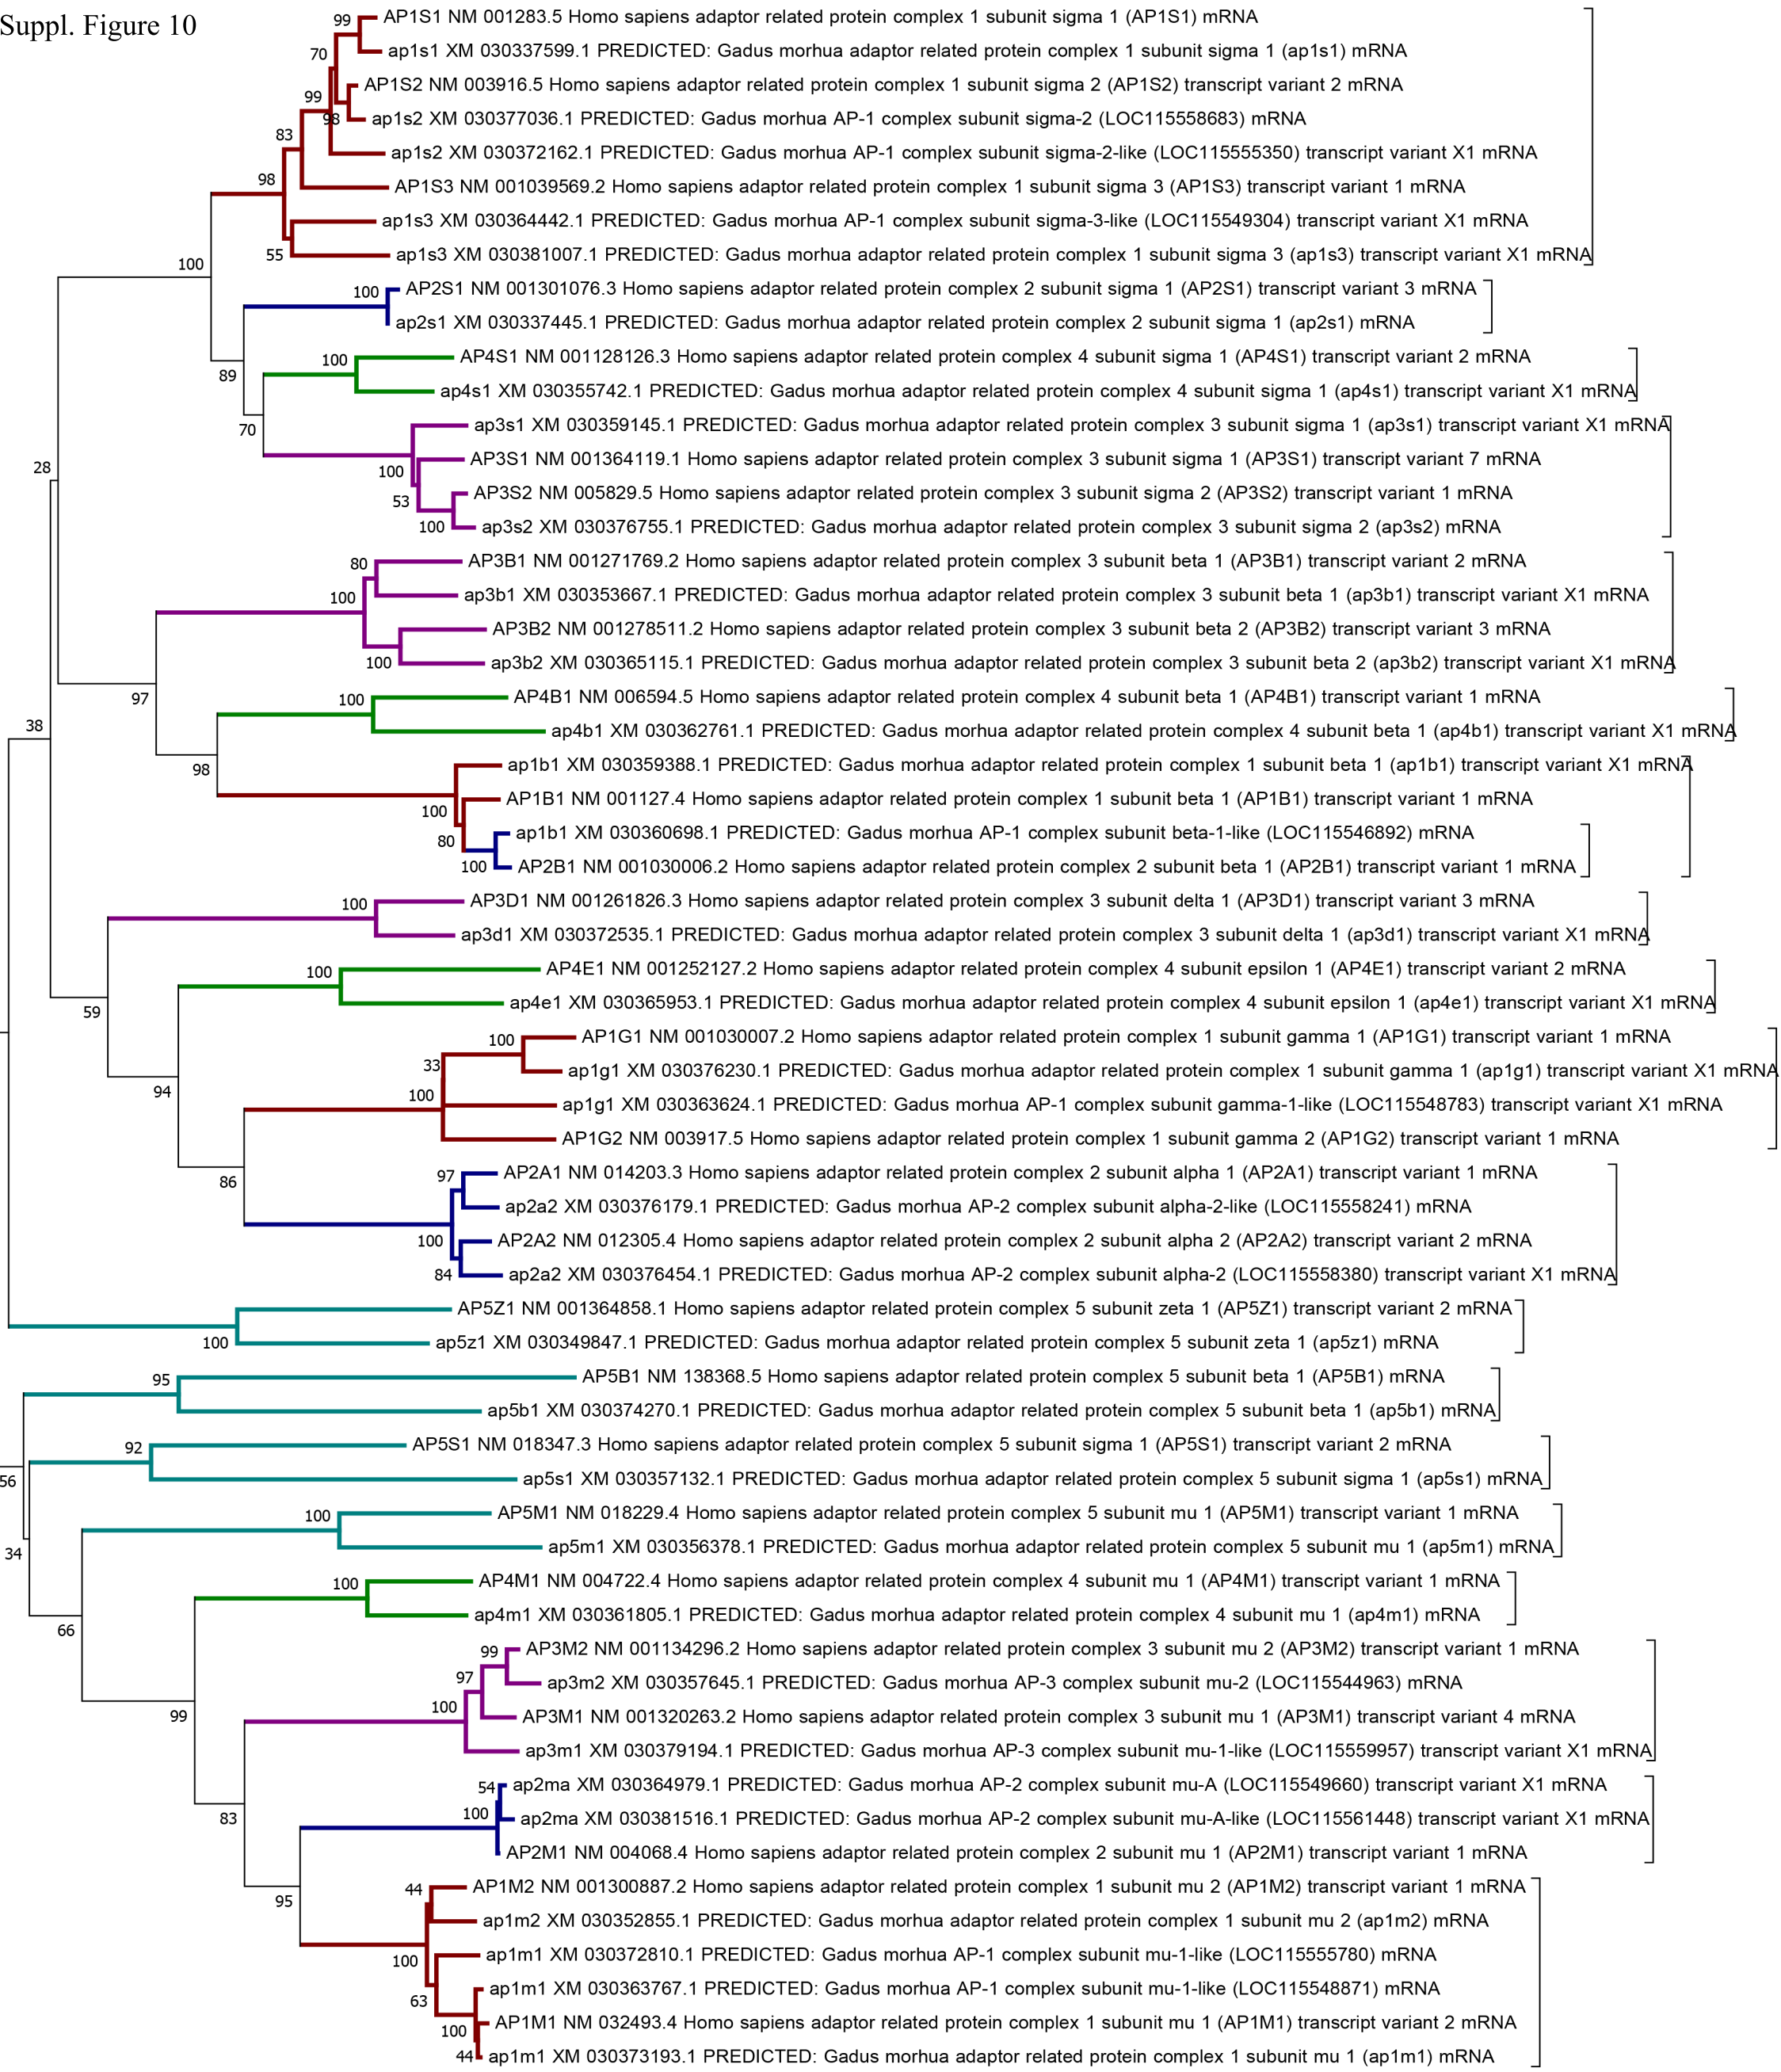 Suppl. Figure 10
99
AP1S1 NM 001283.5 Homo sapiens adaptor related protein complex 1 subunit sigma 1 (AP1S1) mRNA
ap1s1 XM 030337599.1 PREDICTED: Gadus morhua adaptor related protein complex 1 subunit sigma 1 (ap1s1) mRNA
70
AP1S2 NM 003916.5 Homo sapiens adaptor related protein complex 1 subunit sigma 2 (AP1S2) transcript variant 2 mRNA
99
98
ap1s2 XM 030377036.1 PREDICTED: Gadus morhua AP-1 complex subunit sigma-2 (LOC115558683) mRNA
83
ap1s2 XM 030372162.1 PREDICTED: Gadus morhua AP-1 complex subunit sigma-2-like (LOC115555350) transcript variant X1 mRNA
98
AP1S3 NM 001039569.2 Homo sapiens adaptor related protein complex 1 subunit sigma 3 (AP1S3) transcript variant 1 mRNA
ap1s3 XM 030364442.1 PREDICTED: Gadus morhua AP-1 complex subunit sigma-3-like (LOC115549304) transcript variant X1 mRNA
55
ap1s3 XM 030381007.1 PREDICTED: Gadus morhua adaptor related protein complex 1 subunit sigma 3 (ap1s3) transcript variant X1 mRNA
100
100
AP2S1 NM 001301076.3 Homo sapiens adaptor related protein complex 2 subunit sigma 1 (AP2S1) transcript variant 3 mRNA
ap2s1 XM 030337445.1 PREDICTED: Gadus morhua adaptor related protein complex 2 subunit sigma 1 (ap2s1) mRNA
89
100
AP4S1 NM 001128126.3 Homo sapiens adaptor related protein complex 4 subunit sigma 1 (AP4S1) transcript variant 2 mRNA
ap4s1 XM 030355742.1 PREDICTED: Gadus morhua adaptor related protein complex 4 subunit sigma 1 (ap4s1) transcript variant X1 mRNA
70
ap3s1 XM 030359145.1 PREDICTED: Gadus morhua adaptor related protein complex 3 subunit sigma 1 (ap3s1) transcript variant X1 mRNA
100
AP3S1 NM 001364119.1 Homo sapiens adaptor related protein complex 3 subunit sigma 1 (AP3S1) transcript variant 7 mRNA
28
53
AP3S2 NM 005829.5 Homo sapiens adaptor related protein complex 3 subunit sigma 2 (AP3S2) transcript variant 1 mRNA
100
ap3s2 XM 030376755.1 PREDICTED: Gadus morhua adaptor related protein complex 3 subunit sigma 2 (ap3s2) mRNA
80
AP3B1 NM 001271769.2 Homo sapiens adaptor related protein complex 3 subunit beta 1 (AP3B1) transcript variant 2 mRNA
100
ap3b1 XM 030353667.1 PREDICTED: Gadus morhua adaptor related protein complex 3 subunit beta 1 (ap3b1) transcript variant X1 mRNA
AP3B2 NM 001278511.2 Homo sapiens adaptor related protein complex 3 subunit beta 2 (AP3B2) transcript variant 3 mRNA
100
ap3b2 XM 030365115.1 PREDICTED: Gadus morhua adaptor related protein complex 3 subunit beta 2 (ap3b2) transcript variant X1 mRNA
97
100
AP4B1 NM 006594.5 Homo sapiens adaptor related protein complex 4 subunit beta 1 (AP4B1) transcript variant 1 mRNA
38
ap4b1 XM 030362761.1 PREDICTED: Gadus morhua adaptor related protein complex 4 subunit beta 1 (ap4b1) transcript variant X1 mRNA
98
ap1b1 XM 030359388.1 PREDICTED: Gadus morhua adaptor related protein complex 1 subunit beta 1 (ap1b1) transcript variant X1 mRNA
100
AP1B1 NM 001127.4 Homo sapiens adaptor related protein complex 1 subunit beta 1 (AP1B1) transcript variant 1 mRNA
80
ap1b1 XM 030360698.1 PREDICTED: Gadus morhua AP-1 complex subunit beta-1-like (LOC115546892) mRNA
100
AP2B1 NM 001030006.2 Homo sapiens adaptor related protein complex 2 subunit beta 1 (AP2B1) transcript variant 1 mRNA
100
AP3D1 NM 001261826.3 Homo sapiens adaptor related protein complex 3 subunit delta 1 (AP3D1) transcript variant 3 mRNA
ap3d1 XM 030372535.1 PREDICTED: Gadus morhua adaptor related protein complex 3 subunit delta 1 (ap3d1) transcript variant X1 mRNA
100
AP4E1 NM 001252127.2 Homo sapiens adaptor related protein complex 4 subunit epsilon 1 (AP4E1) transcript variant 2 mRNA
59
ap4e1 XM 030365953.1 PREDICTED: Gadus morhua adaptor related protein complex 4 subunit epsilon 1 (ap4e1) transcript variant X1 mRNA
100
AP1G1 NM 001030007.2 Homo sapiens adaptor related protein complex 1 subunit gamma 1 (AP1G1) transcript variant 1 mRNA
33
ap1g1 XM 030376230.1 PREDICTED: Gadus morhua adaptor related protein complex 1 subunit gamma 1 (ap1g1) transcript variant X1 mRNA
94
100
ap1g1 XM 030363624.1 PREDICTED: Gadus morhua AP-1 complex subunit gamma-1-like (LOC115548783) transcript variant X1 mRNA
AP1G2 NM 003917.5 Homo sapiens adaptor related protein complex 1 subunit gamma 2 (AP1G2) transcript variant 1 mRNA
86
97
AP2A1 NM 014203.3 Homo sapiens adaptor related protein complex 2 subunit alpha 1 (AP2A1) transcript variant 1 mRNA
ap2a2 XM 030376179.1 PREDICTED: Gadus morhua AP-2 complex subunit alpha-2-like (LOC115558241) mRNA
100
AP2A2 NM 012305.4 Homo sapiens adaptor related protein complex 2 subunit alpha 2 (AP2A2) transcript variant 2 mRNA
84
ap2a2 XM 030376454.1 PREDICTED: Gadus morhua AP-2 complex subunit alpha-2 (LOC115558380) transcript variant X1 mRNA
AP5Z1 NM 001364858.1 Homo sapiens adaptor related protein complex 5 subunit zeta 1 (AP5Z1) transcript variant 2 mRNA
100
ap5z1 XM 030349847.1 PREDICTED: Gadus morhua adaptor related protein complex 5 subunit zeta 1 (ap5z1) mRNA
95
AP5B1 NM 138368.5 Homo sapiens adaptor related protein complex 5 subunit beta 1 (AP5B1) mRNA
ap5b1 XM 030374270.1 PREDICTED: Gadus morhua adaptor related protein complex 5 subunit beta 1 (ap5b1) mRNA
92
AP5S1 NM 018347.3 Homo sapiens adaptor related protein complex 5 subunit sigma 1 (AP5S1) transcript variant 2 mRNA
56
ap5s1 XM 030357132.1 PREDICTED: Gadus morhua adaptor related protein complex 5 subunit sigma 1 (ap5s1) mRNA
100
AP5M1 NM 018229.4 Homo sapiens adaptor related protein complex 5 subunit mu 1 (AP5M1) transcript variant 1 mRNA
34
ap5m1 XM 030356378.1 PREDICTED: Gadus morhua adaptor related protein complex 5 subunit mu 1 (ap5m1) mRNA
100
AP4M1 NM 004722.4 Homo sapiens adaptor related protein complex 4 subunit mu 1 (AP4M1) transcript variant 1 mRNA
66
ap4m1 XM 030361805.1 PREDICTED: Gadus morhua adaptor related protein complex 4 subunit mu 1 (ap4m1) mRNA
99
AP3M2 NM 001134296.2 Homo sapiens adaptor related protein complex 3 subunit mu 2 (AP3M2) transcript variant 1 mRNA
97
ap3m2 XM 030357645.1 PREDICTED: Gadus morhua AP-3 complex subunit mu-2 (LOC115544963) mRNA
100
99
AP3M1 NM 001320263.2 Homo sapiens adaptor related protein complex 3 subunit mu 1 (AP3M1) transcript variant 4 mRNA
ap3m1 XM 030379194.1 PREDICTED: Gadus morhua AP-3 complex subunit mu-1-like (LOC115559957) transcript variant X1 mRNA
54
ap2ma XM 030364979.1 PREDICTED: Gadus morhua AP-2 complex subunit mu-A (LOC115549660) transcript variant X1 mRNA
83
100
ap2ma XM 030381516.1 PREDICTED: Gadus morhua AP-2 complex subunit mu-A-like (LOC115561448) transcript variant X1 mRNA
AP2M1 NM 004068.4 Homo sapiens adaptor related protein complex 2 subunit mu 1 (AP2M1) transcript variant 1 mRNA
95
44
AP1M2 NM 001300887.2 Homo sapiens adaptor related protein complex 1 subunit mu 2 (AP1M2) transcript variant 1 mRNA
ap1m2 XM 030352855.1 PREDICTED: Gadus morhua adaptor related protein complex 1 subunit mu 2 (ap1m2) mRNA
100
ap1m1 XM 030372810.1 PREDICTED: Gadus morhua AP-1 complex subunit mu-1-like (LOC115555780) mRNA
63
ap1m1 XM 030363767.1 PREDICTED: Gadus morhua AP-1 complex subunit mu-1-like (LOC115548871) mRNA
100
AP1M1 NM 032493.4 Homo sapiens adaptor related protein complex 1 subunit mu 1 (AP1M1) transcript variant 2 mRNA
44
ap1m1 XM 030373193.1 PREDICTED: Gadus morhua adaptor related protein complex 1 subunit mu 1 (ap1m1) mRNA